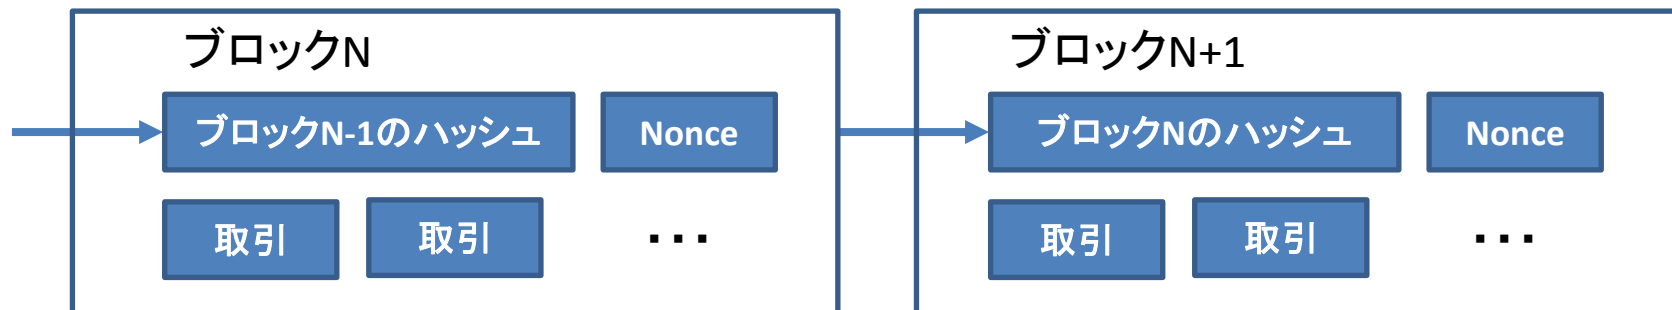 ブロックN
ブロックN-1のハッシュ
Nonce
取引
取引
・・・
ブロックN+1
ブロックNのハッシュ
Nonce
取引
取引
・・・